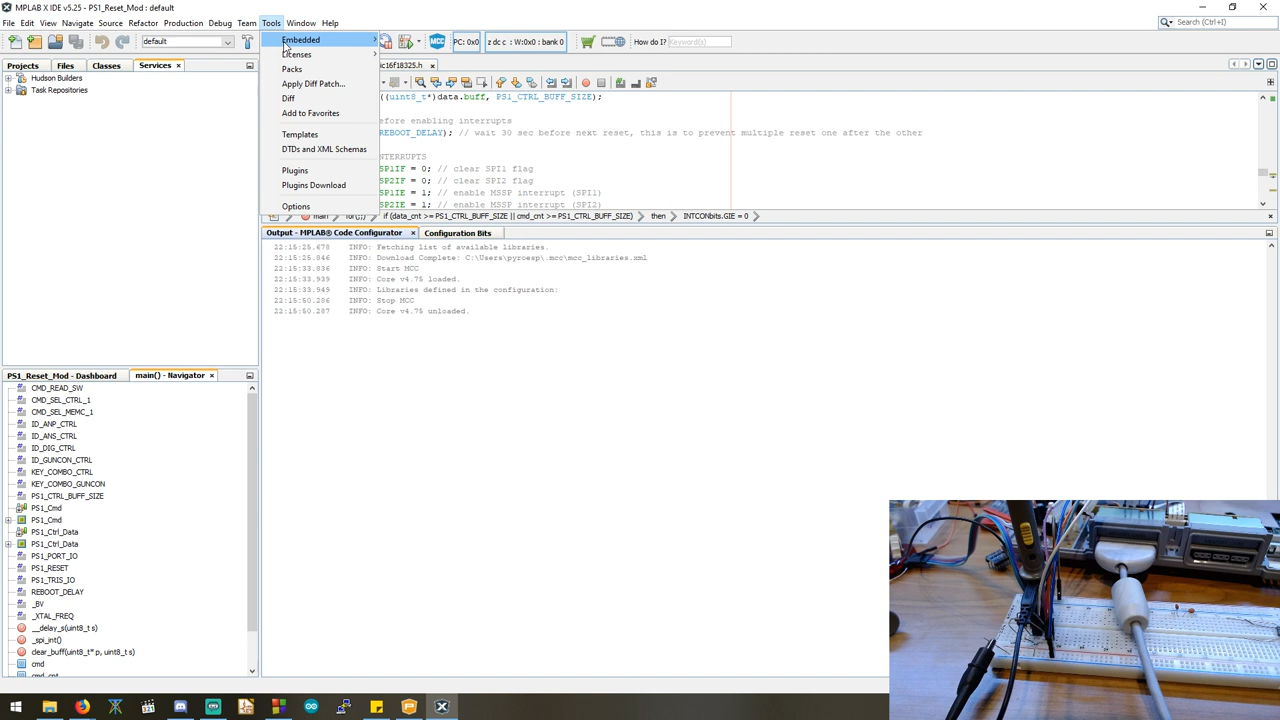 MPLAB X IDE v5.25 - PS1_Reset_Mod : default
File Edit View Navigate Source Refactor Production Debug Team Tools Window Help
Search (Ctrl+I)
default
MCC
PC: 0x0
z dc c : W:0x0 : bank 0
How do I? Keyword(s)
Projects Files Classes Services
Hudson Builders
Task Repositories
Embedded
Licenses
Packs
Apply Diff Patch...
Diff
Add to Favorites
Templates
DTDs and XML Schemas
Plugins
Plugins Download
Options
ic16f18325.h
((uint8_t*)data.buff, PS1_CTRL_BUFF_SIZE);
efore enabling interrupts
REBOOT_DELAY); // wait 30 sec before next reset, this is to prevent multiple reset one after the other
NTERRUPTS
SP1IF = 0; // clear SPI1 flag
SP2IF = 0; // clear SPI2 flag
SP1IE = 1; // enable MSSP interrupt (SPI1)
SP2IE = 1; // enable MSSP interrupt (SPI2)
main for(;;) if (data_cnt >= PS1_CTRL_BUFF_SIZE || cmd_cnt >= PS1_CTRL_BUFF_SIZE) then INTCONbits.GIE = 0
Output - MPLAB® Code Configurator Configuration Bits
22:15:25.678 INFO: Fetching list of available libraries.
22:15:25.846 INFO: Download Complete: C:\Users\pyroesp\.mcc\mcc_libraries.xml
22:15:33.836 INFO: Start MCC
22:15:33.939 INFO: Core v4.75 loaded.
22:15:33.949 INFO: Libraries defined in the configuration:
22:15:50.286 INFO: Stop MCC
22:15:50.287 INFO: Core v4.75 unloaded.
PS1_Reset_Mod - Dashboard main() - Navigator
CMD_READ_SW
CMD_SEL_CTRL_1
CMD_SEL_MEMC_1
ID_ANP_CTRL
ID_ANS_CTRL
ID_DIG_CTRL
ID_GUNCON_CTRL
KEY_COMBO_CTRL
KEY_COMBO_GUNCON
PS1_CTRL_BUFF_SIZE
PS1_Cmd
PS1_Cmd
PS1_Ctrl_Data
PS1_Ctrl_Data
PS1_PORT_IO
PS1_RESET
PS1_TRIS_IO
REBOOT_DELAY
_BV
_XTAL_FREQ
__delay_s(uint8_t s)
_spi_int()
clear_buff(uint8_t* p, uint8_t s)
cmd
cmd_cnt